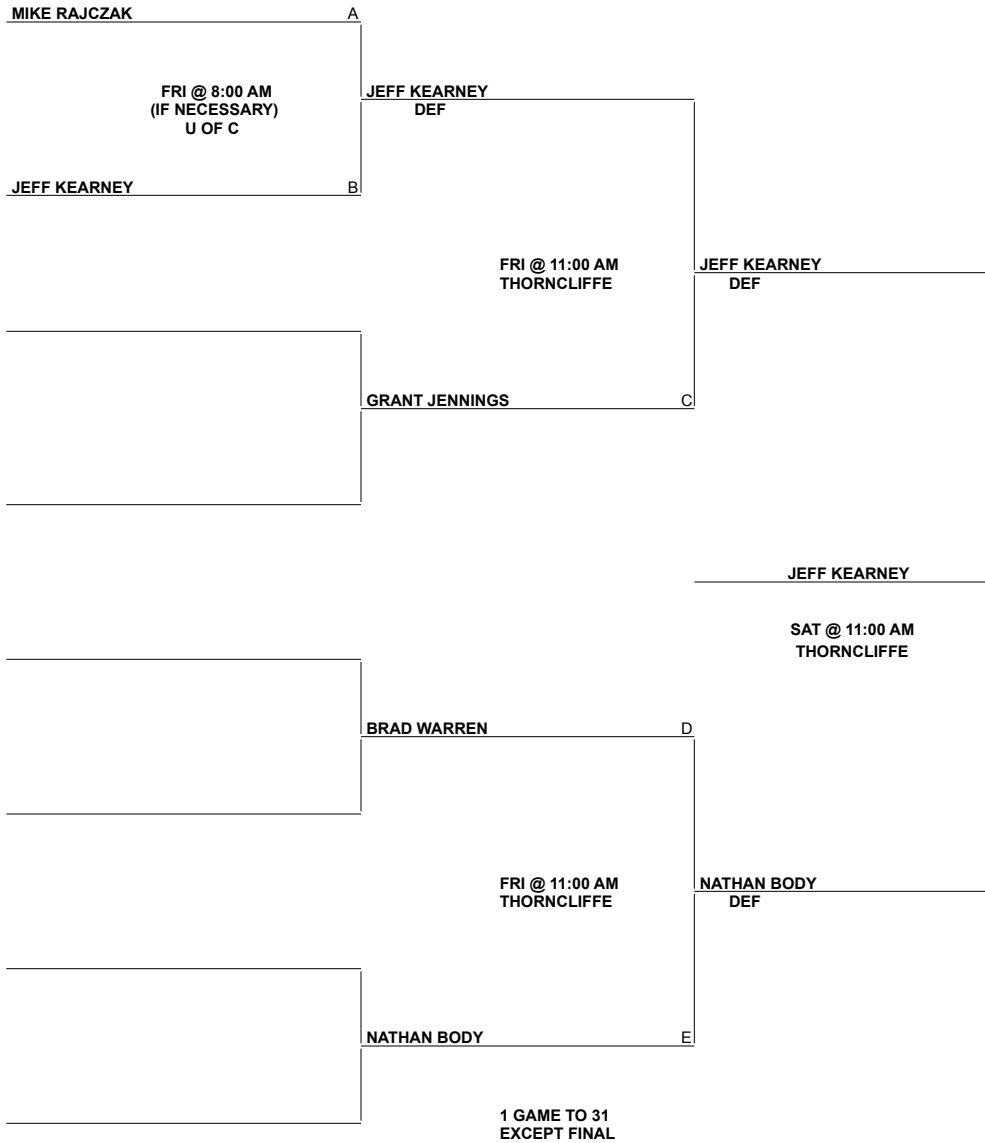 MIKE RAJCZAK A
FRI @ 8:00 AM
(IF NECESSARY)
U OF C
JEFF KEARNEY
DEF
JEFF KEARNEY B
FRI @ 11:00 AM
THORNCLIFFE
JEFF KEARNEY
DEF
GRANT JENNINGS C
JEFF KEARNEY
SAT @ 11:00 AM
THORNCLIFFE
BRAD WARREN D
FRI @ 11:00 AM
THORNCLIFFE
NATHAN BODY
DEF
NATHAN BODY E
1 GAME TO 31
EXCEPT FINAL